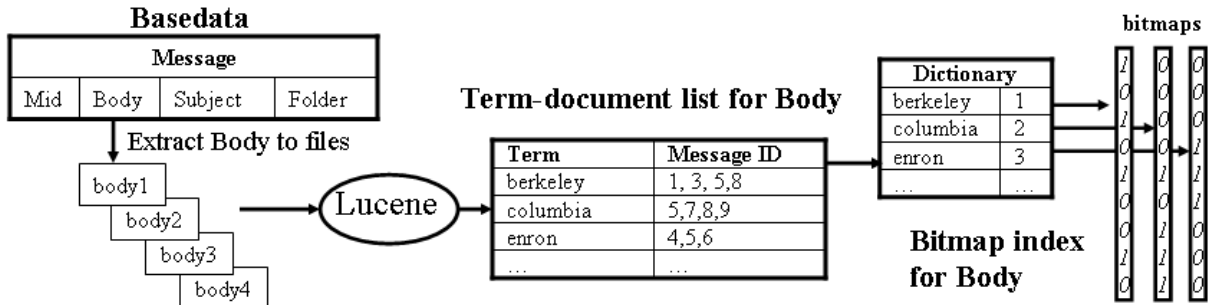 Basedata
Message
Mid Body Subject Folder
Extract Body to files
body1
body2
body3
body4
Lucene
Term-document list for Body
Term Message ID
berkeley 1, 3, 5,8
columbia 5,7,8,9
enron 4,5,6
... ...
Dictionary
berkeley 1
columbia 2
enron 3
... ...
Bitmap index
for Body
bitmaps
1 0 0
0 0 0
1 0 0
0 0 1
1 1 1
0 0 1
0 1 0
1 1 0
0 1 0